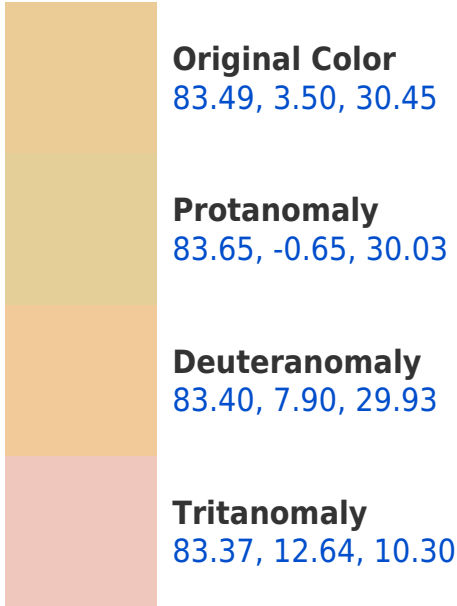 Original Color
83.49, 3.50, 30.45
Protanomaly
83.65, -0.65, 30.03
Deuteranomaly
83.40, 7.90, 29.93
Tritanomaly
83.37, 12.64, 10.30